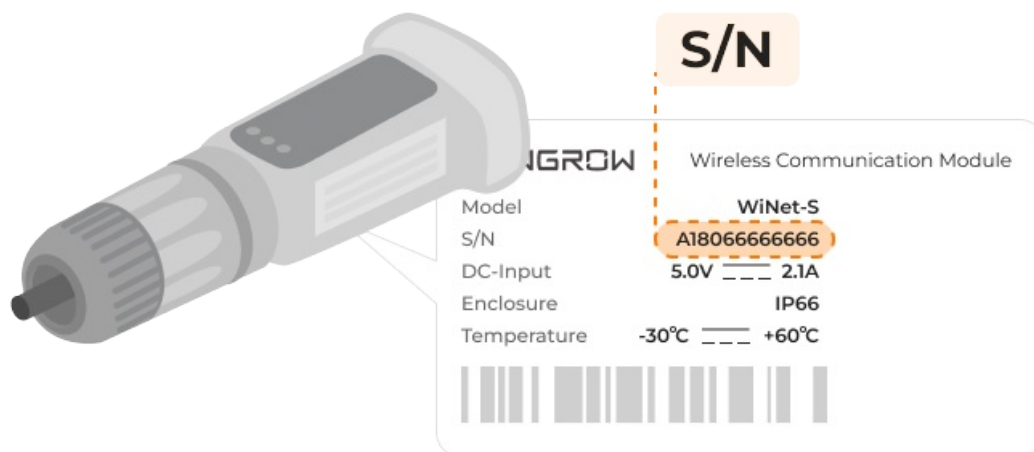 S/N
NGROW Wireless Communication Module
Model WiNet-S
S/N A18066666666
DC-Input 5.0V 2.1A
Enclosure IP66
Temperature -30°C +60°C